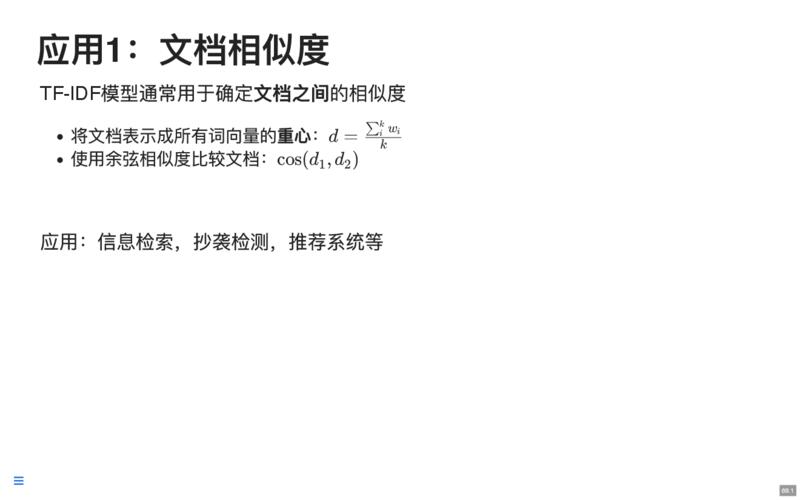 应用1：文档相似度
TF-IDF模型通常用于确定文档之间的相似度
• 将文档表示成所有词向量的重心：$d = \frac{\sum_i^k w_i}{k}$
• 使用余弦相似度比较文档：$\cos(d_1, d_2)$
应用：信息检索，抄袭检测，推荐系统等
69.1